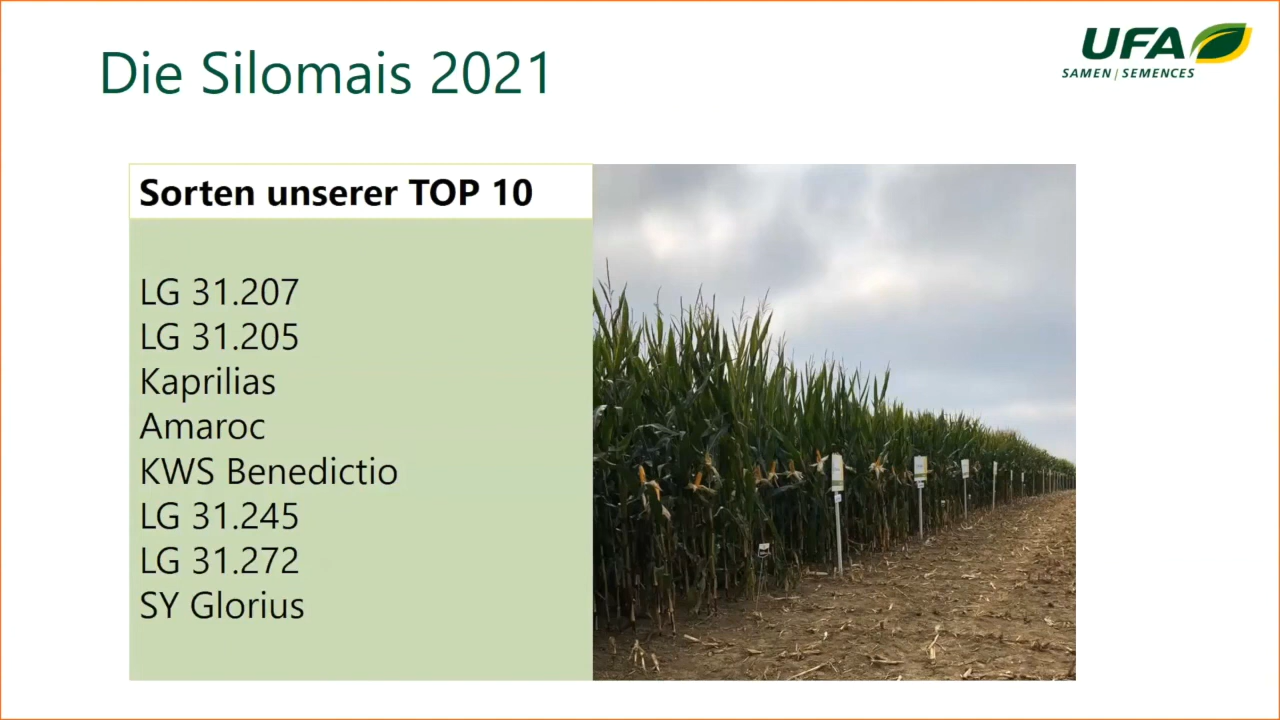 Die Silomais 2021
UFA
SAMEN | SEMENCES
Sorten unserer TOP 10
LG 31.207
LG 31.205
Kaprilias
Amaroc
KWS Benedictio
LG 31.245
LG 31.272
SY Glorius